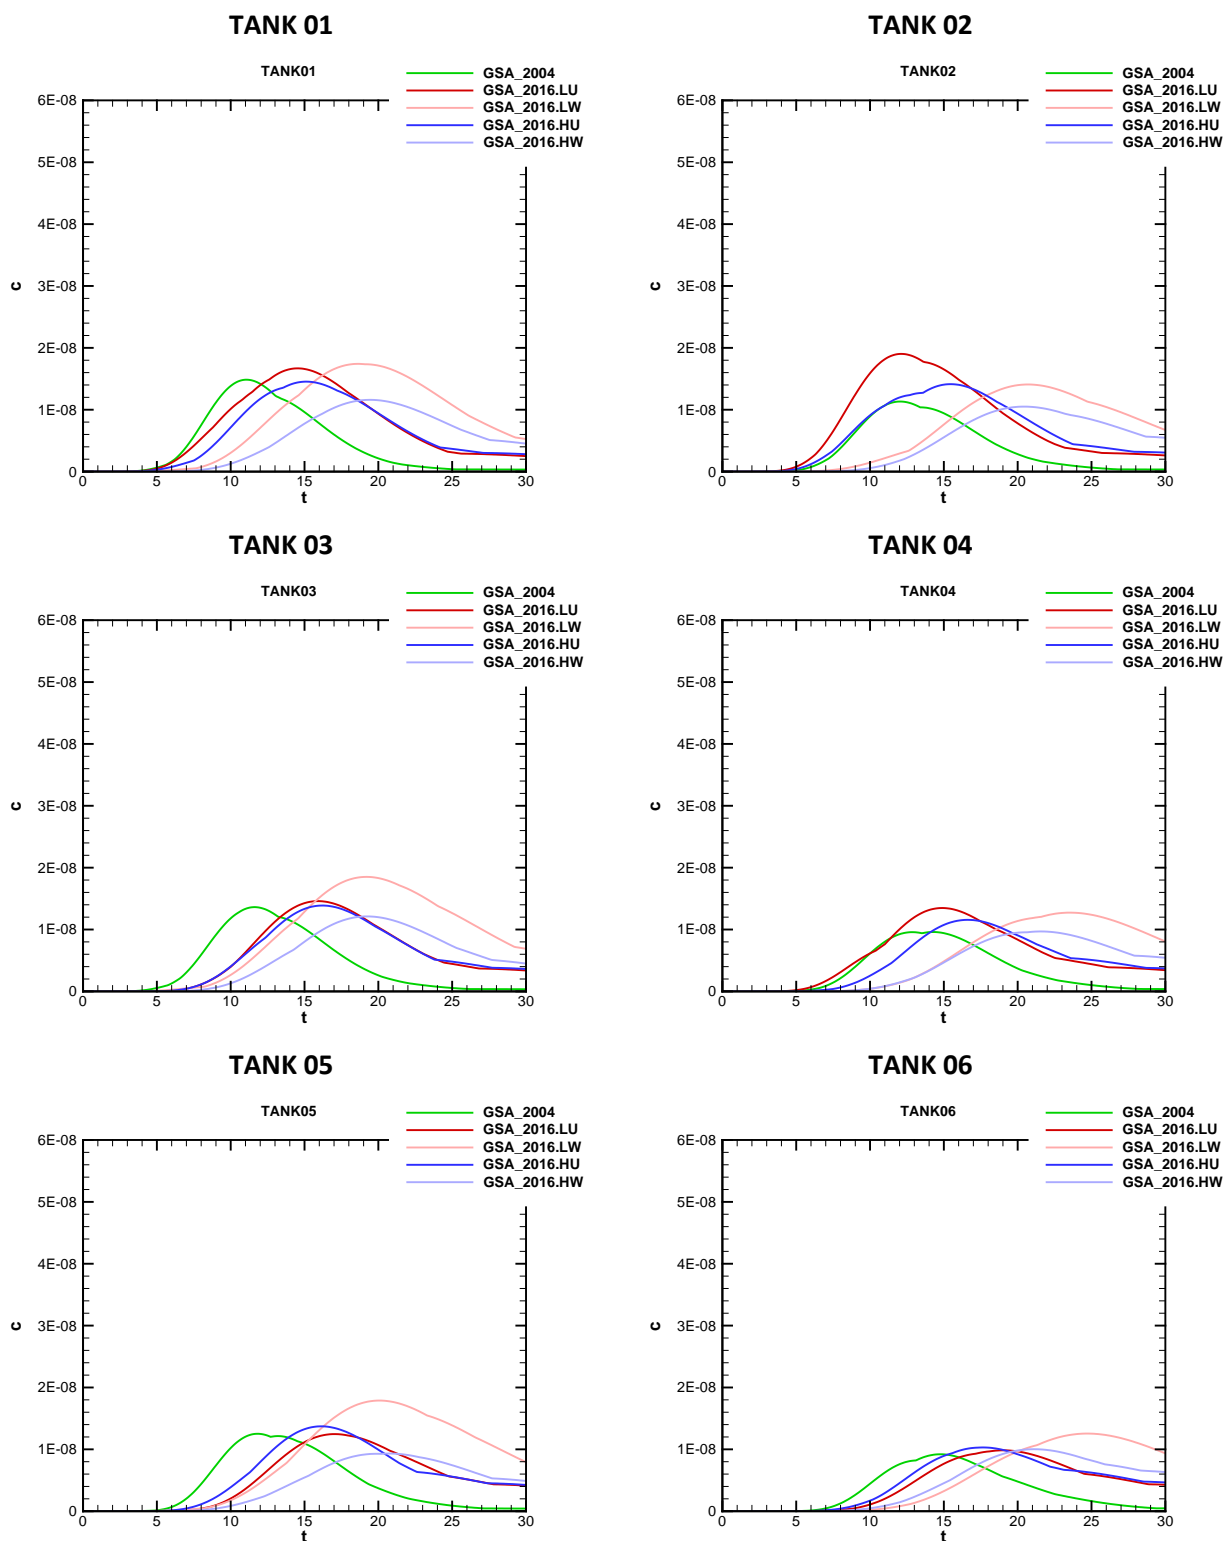 TANK 01
TANK01
GSA_2004
GSA_2016.LU
GSA_2016.LW
GSA_2016.HU
GSA_2016.HW
6E-08
5E-08
4E-08
3E-08
2E-08
1E-08
0
c
0 5 10 15 20 25 30
t
TANK 02
TANK02
GSA_2004
GSA_2016.LU
GSA_2016.LW
GSA_2016.HU
GSA_2016.HW
6E-08
5E-08
4E-08
3E-08
2E-08
1E-08
0
c
0 5 10 15 20 25 30
t
TANK 03
TANK03
GSA_2004
GSA_2016.LU
GSA_2016.LW
GSA_2016.HU
GSA_2016.HW
6E-08
5E-08
4E-08
3E-08
2E-08
1E-08
0
c
0 5 10 15 20 25 30
t
TANK 04
TANK04
GSA_2004
GSA_2016.LU
GSA_2016.LW
GSA_2016.HU
GSA_2016.HW
6E-08
5E-08
4E-08
3E-08
2E-08
1E-08
0
c
0 5 10 15 20 25 30
t
TANK 05
TANK05
GSA_2004
GSA_2016.LU
GSA_2016.LW
GSA_2016.HU
GSA_2016.HW
6E-08
5E-08
4E-08
3E-08
2E-08
1E-08
0
c
0 5 10 15 20 25 30
t
TANK 06
TANK06
GSA_2004
GSA_2016.LU
GSA_2016.LW
GSA_2016.HU
GSA_2016.HW
6E-08
5E-08
4E-08
3E-08
2E-08
1E-08
0
c
0 5 10 15 20 25 30
t